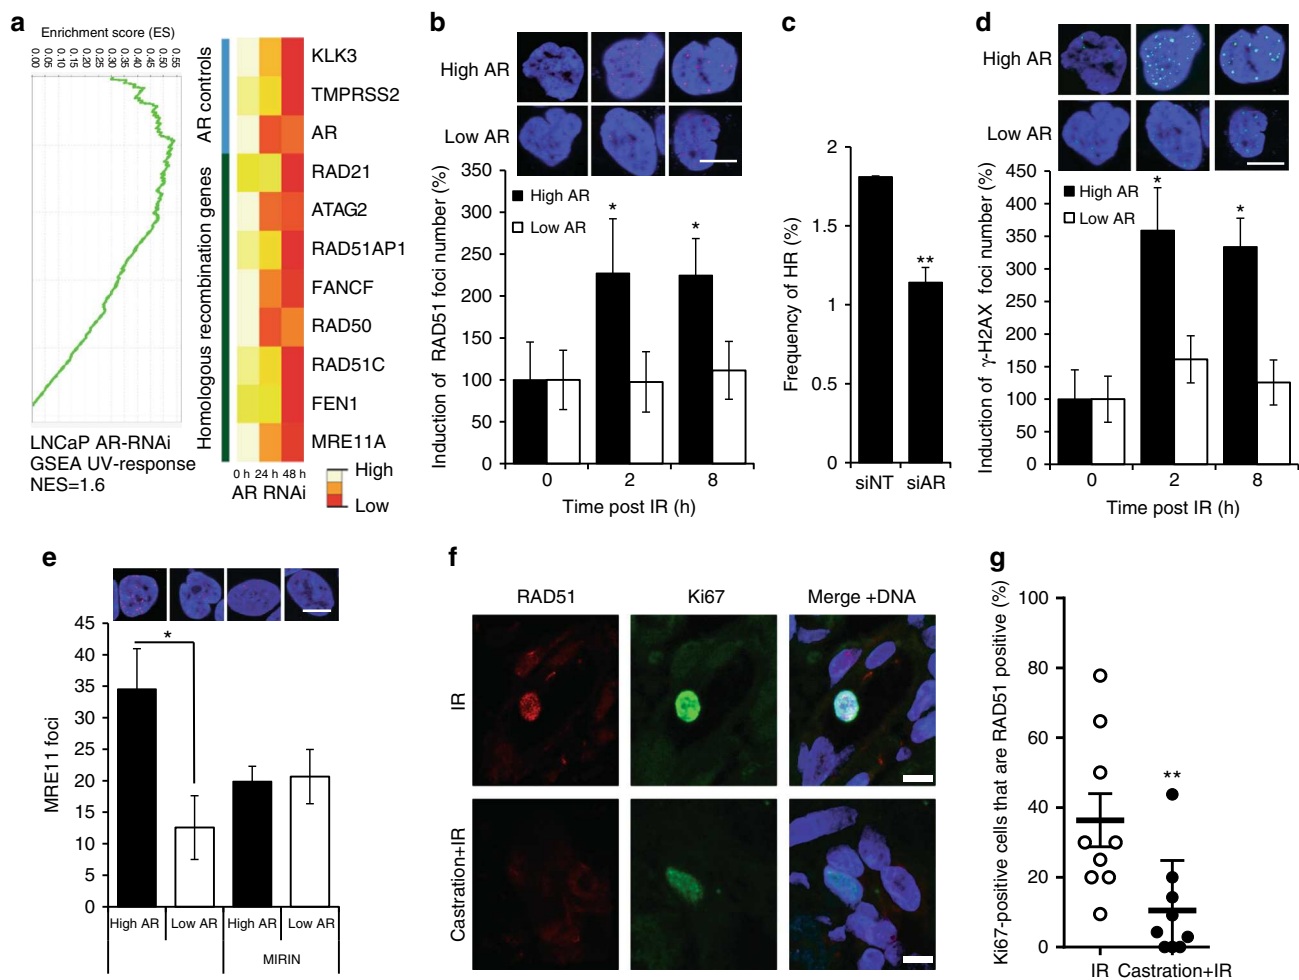 a
Enrichment score (ES)
0.00 0.05 0.10 0.15 0.20 0.25 0.30 0.35 0.40 0.45 0.50 0.55
LNCaP AR-RNAi
GSEA UV-response
NES=1.6
AR controls
Homologous recombination genes
KLK3
TMPRSS2
AR
RAD21
ATAG2
RAD51AP1
FANCF
RAD50
RAD51C
FEN1
MRE11A
0 h 24 h 48 h
AR RNAi
High
Low
b
High AR
Low AR
Induction of RAD51 foci number (%)
350
300
250
200
150
100
50
0
High AR
Low AR
*
*
0 2 8
Time post IR (h)
c
Frequency of HR (%)
2
1.5
1
0.5
0
**
siNT siAR
d
High AR
Low AR
Induction of γ-H2AX foci number (%)
450
400
350
300
250
200
150
100
50
0
High AR
Low AR
*
*
0 2 8
Time post IR (h)
e
MRE11 foci
45
40
35
30
25
20
15
10
5
0
*
High AR Low AR High AR Low AR
MIRIN
f
RAD51 Ki67 Merge +DNA
IR
Castration+IR
g
Ki67-positive cells that are RAD51 positive (%)
100
80
60
40
20
0
**
IR Castration+IR